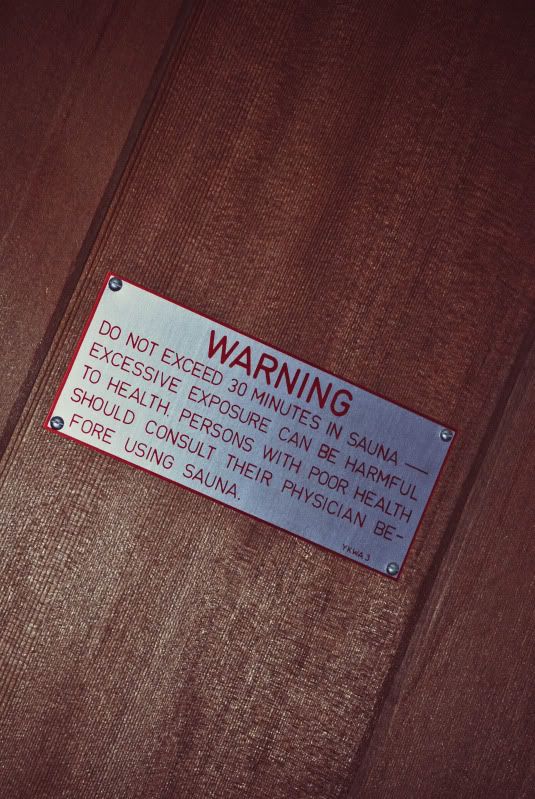 WARNING
DO NOT EXCEED 30 MINUTES IN SAUNA —
EXCESSIVE EXPOSURE CAN BE HARMFUL
TO HEALTH. PERSONS WITH POOR HEALTH
SHOULD CONSULT THEIR PHYSICIAN BE-
FORE USING SAUNA.
YKWA3